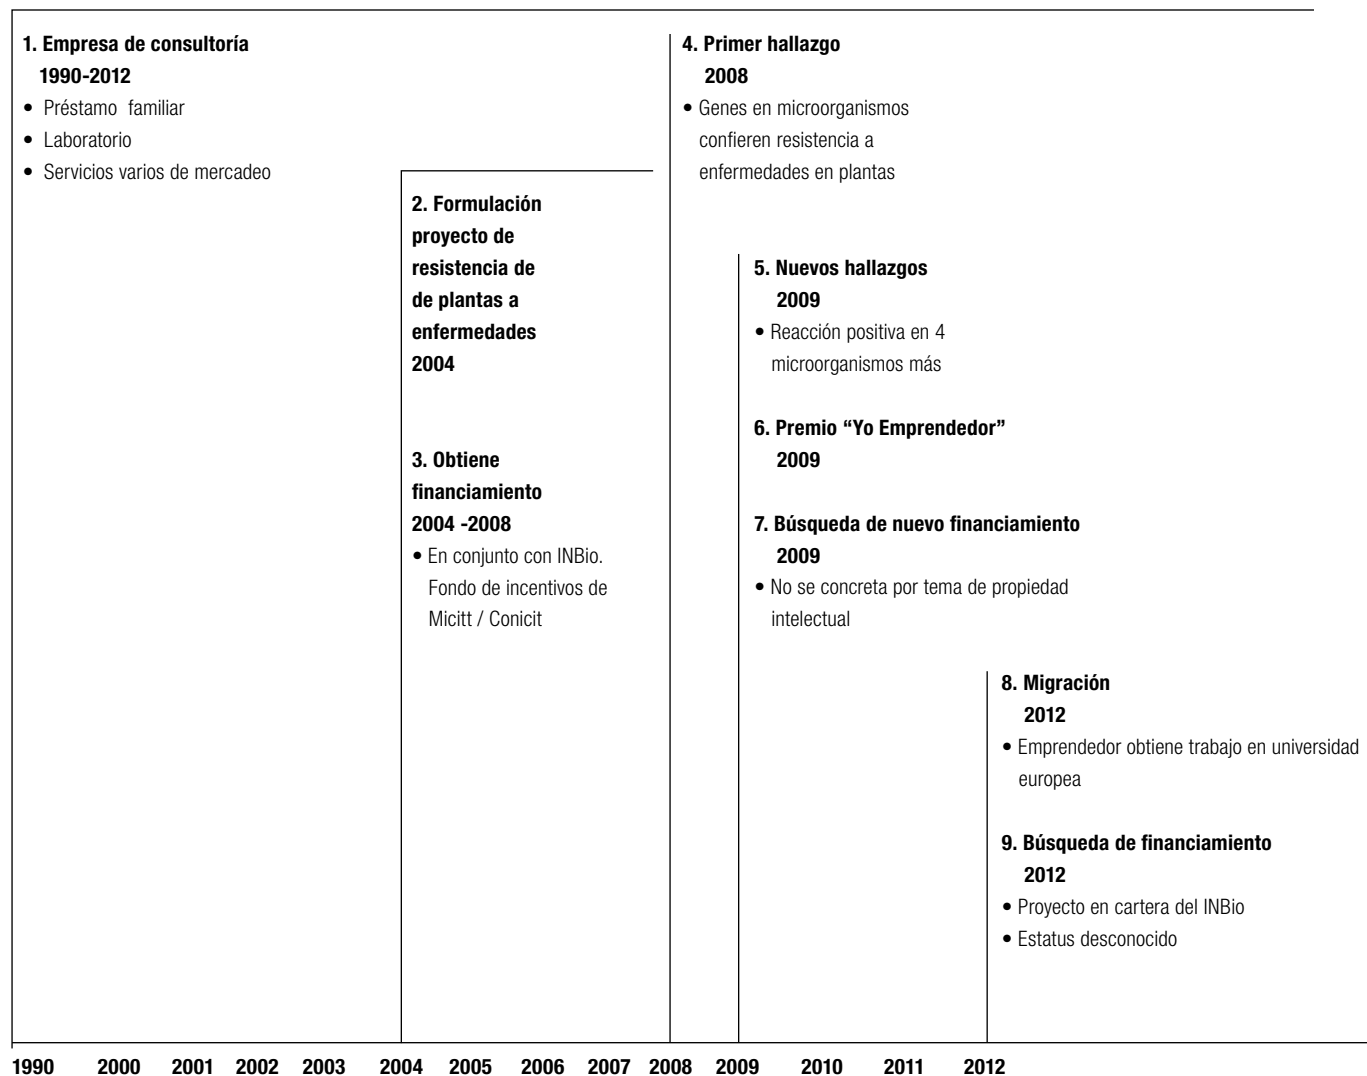 1. Empresa de consultoría
1990-2012
• Préstamo familiar
• Laboratorio
• Servicios varios de mercadeo
2. Formulación
proyecto de
resistencia de
de plantas a
enfermedades
2004
3. Obtiene
financiamiento
2004 -2008
• En conjunto con INBio.
Fondo de incentivos de
Micitt / Conicit
4. Primer hallazgo
2008
• Genes en microorganismos
confieren resistencia a
enfermedades en plantas
5. Nuevos hallazgos
2009
• Reacción positiva en 4
microorganismos más
6. Premio “Yo Emprendedor”
2009
7. Búsqueda de nuevo financiamiento
2009
• No se concreta por tema de propiedad
intelectual
8. Migración
2012
• Emprendedor obtiene trabajo en universidad
europea
9. Búsqueda de financiamiento
2012
• Proyecto en cartera del INBio
• Estatus desconocido
1990 2000 2001 2002 2003 2004 2005 2006 2007 2008 2009 2010 2011 2012